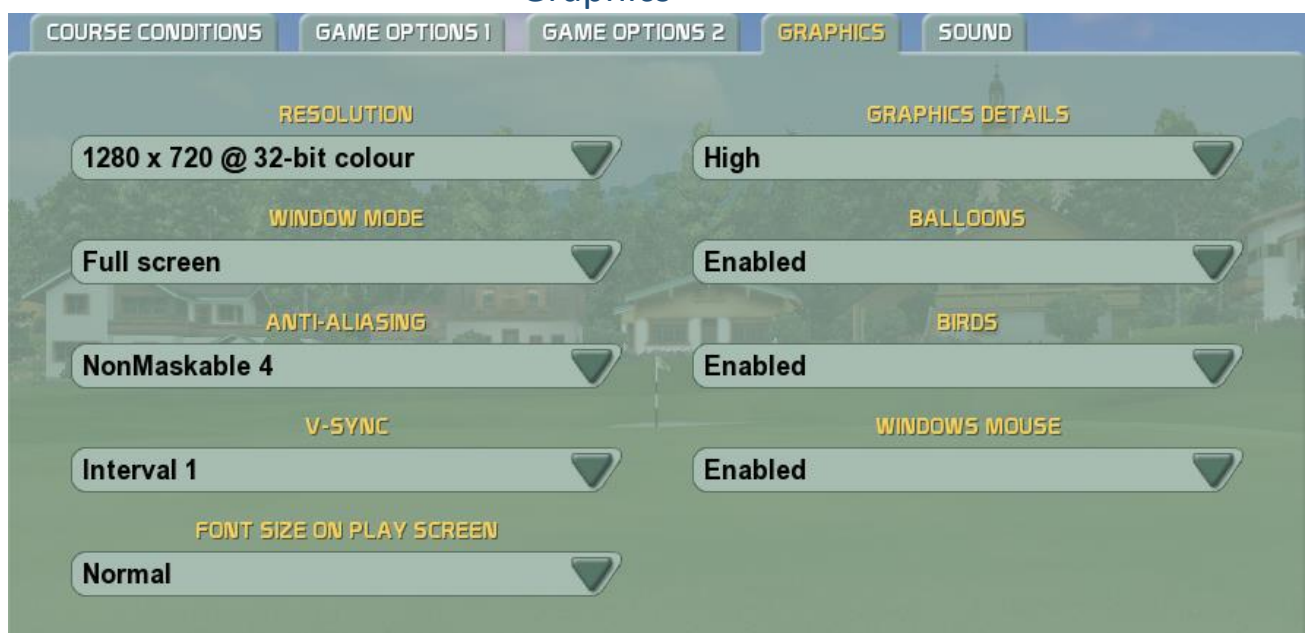 Graphics
COURSE CONDITIONS GAME OPTIONS 1 GAME OPTIONS 2 GRAPHICS SOUND
RESOLUTION
1280 x 720 @ 32-bit colour
WINDOW MODE
Full screen
ANTI-ALIASING
NonMaskable 4
V-SYNC
Interval 1
FONT SIZE ON PLAY SCREEN
Normal
GRAPHICS DETAILS
High
BALLOONS
Enabled
BIRDS
Enabled
WINDOWS MOUSE
Enabled